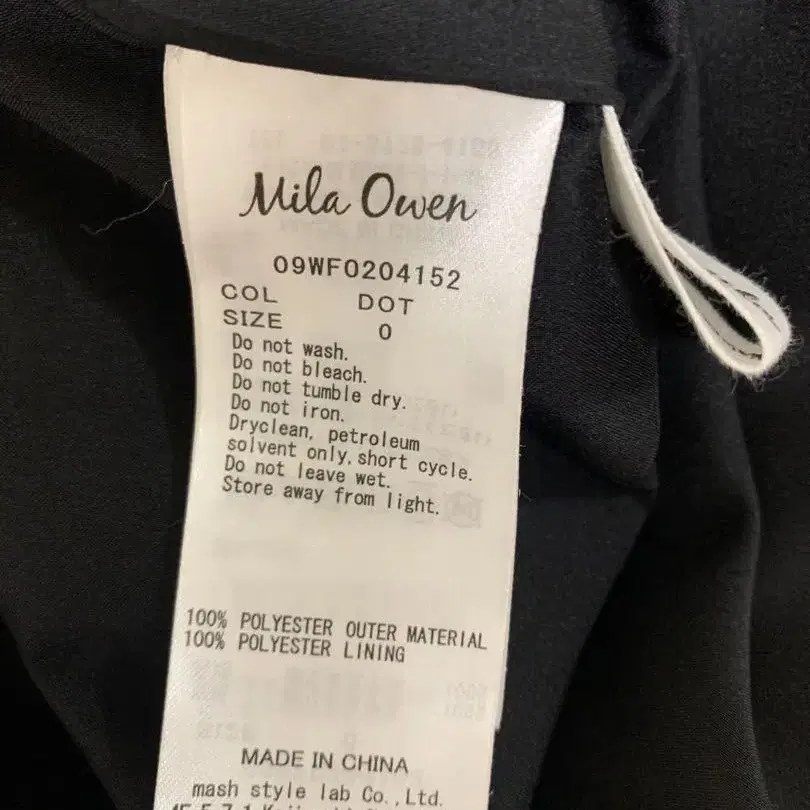 Mila Owen
09WF0204152
COL DOT
SIZE 0
Do not wash.
Do not bleach.
Do not tumble dry.
Do not iron.
Dryclean, petroleum
solvent only, short cycle.
Do not leave wet.
Store away from light.
100% POLYESTER OUTER MATERIAL
100% POLYESTER LINING
MADE IN CHINA
mash style lab Co., Ltd.